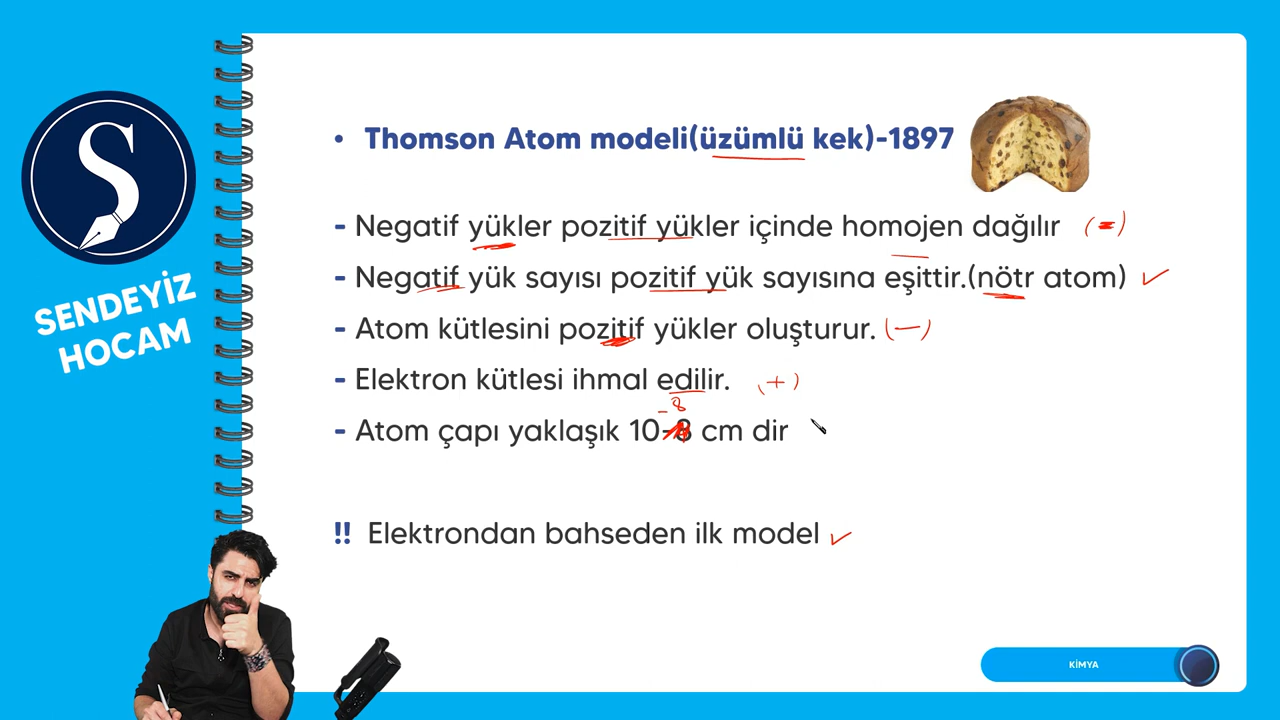 S
SENDEYİZ
HOCAM
• Thomson Atom modeli(üzümlü kek)-1897
- Negatif yükler pozitif yükler içinde homojen dağılır (-)
- Negatif yük sayısı pozitif yük sayısına eşittir.(nötr atom) ✓
- Atom kütlesini pozitif yükler oluşturur. (-)
- Elektron kütlesi ihmal edilir. (+)
-8
- Atom çapı yaklaşık 10-8 cm dir
!! Elektrondan bahseden ilk model ✓
KİMYA